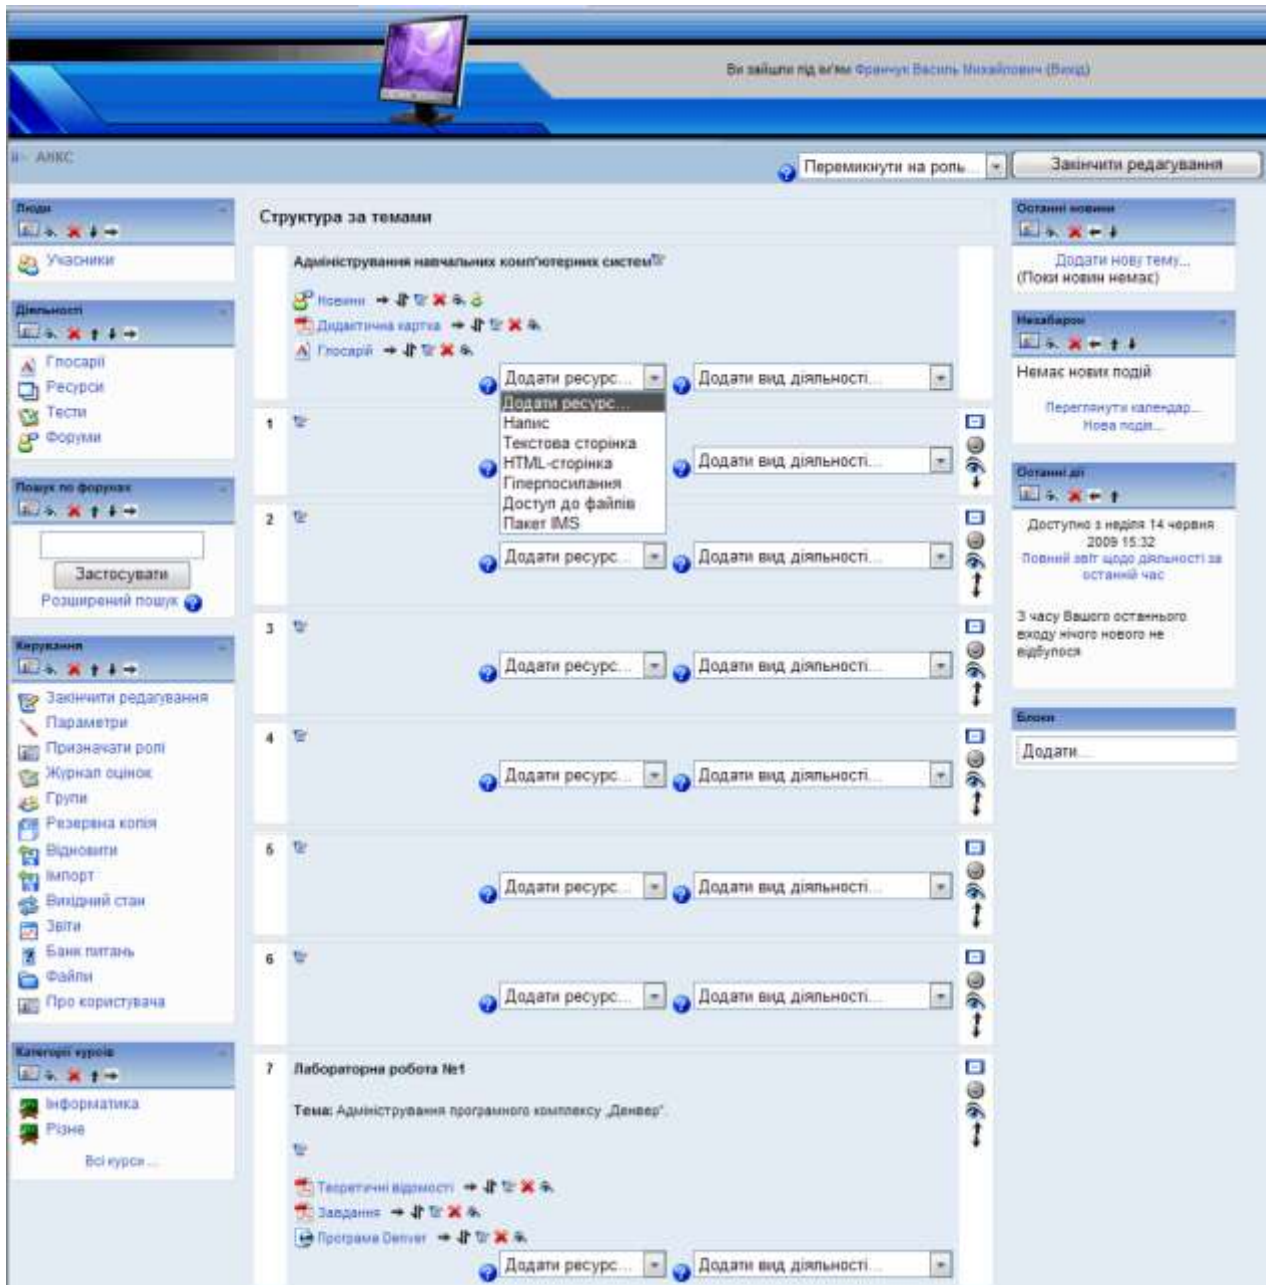 Ви зайшли під ім'ям Франчук Василь Михайлович (Вихід)
АНКС
Перемикнути на роль...
Закінчити редагування
Люди
Учасники
Діяльності
Глосарії
Ресурси
Тести
Форуми
Пошук по форумах
Застосувати
Розширений пошук
Керування
Закінчити редагування
Параметри
Призначати ролі
Журнал оцінок
Групи
Резервна копія
Відновити
Імпорт
Вихідний стан
Звіти
Банк питань
Файли
Про користувача
Категорії курсів
Інформатика
Різне
Всі курси ...
Структура за темами
Адміністрування навчальних комп'ютерних систем
Новини
Дидактична картка
Глосарій
Додати ресурс... Додати вид діяльності...
Додати ресурс...
Напис
Текстова сторінка
HTML-сторінка
Гіперпосилання
Доступ до файлів
Пакет IMS
1
Додати вид діяльності...
2
Додати ресурс... Додати вид діяльності...
3
Додати ресурс... Додати вид діяльності...
4
Додати ресурс... Додати вид діяльності...
5
Додати ресурс... Додати вид діяльності...
6
Додати ресурс... Додати вид діяльності...
7 Лабораторна робота №1
Тема: Адміністрування програмного комплексу „Денвер".
Теоретичні відомості
Завдання
Програма Denver
Додати ресурс... Додати вид діяльності...
Останні новини
Додати нову тему...
(Поки новин немає)
Незабаром
Немає нових подій
Переглянути календар...
Нова подія...
Останні дії
Доступно з неділя 14 червня
2009 15:32
Повний звіт щодо діяльності за
останній час
З часу Вашого останнього
входу нічого нового не
відбулося
Блоки
Додати...